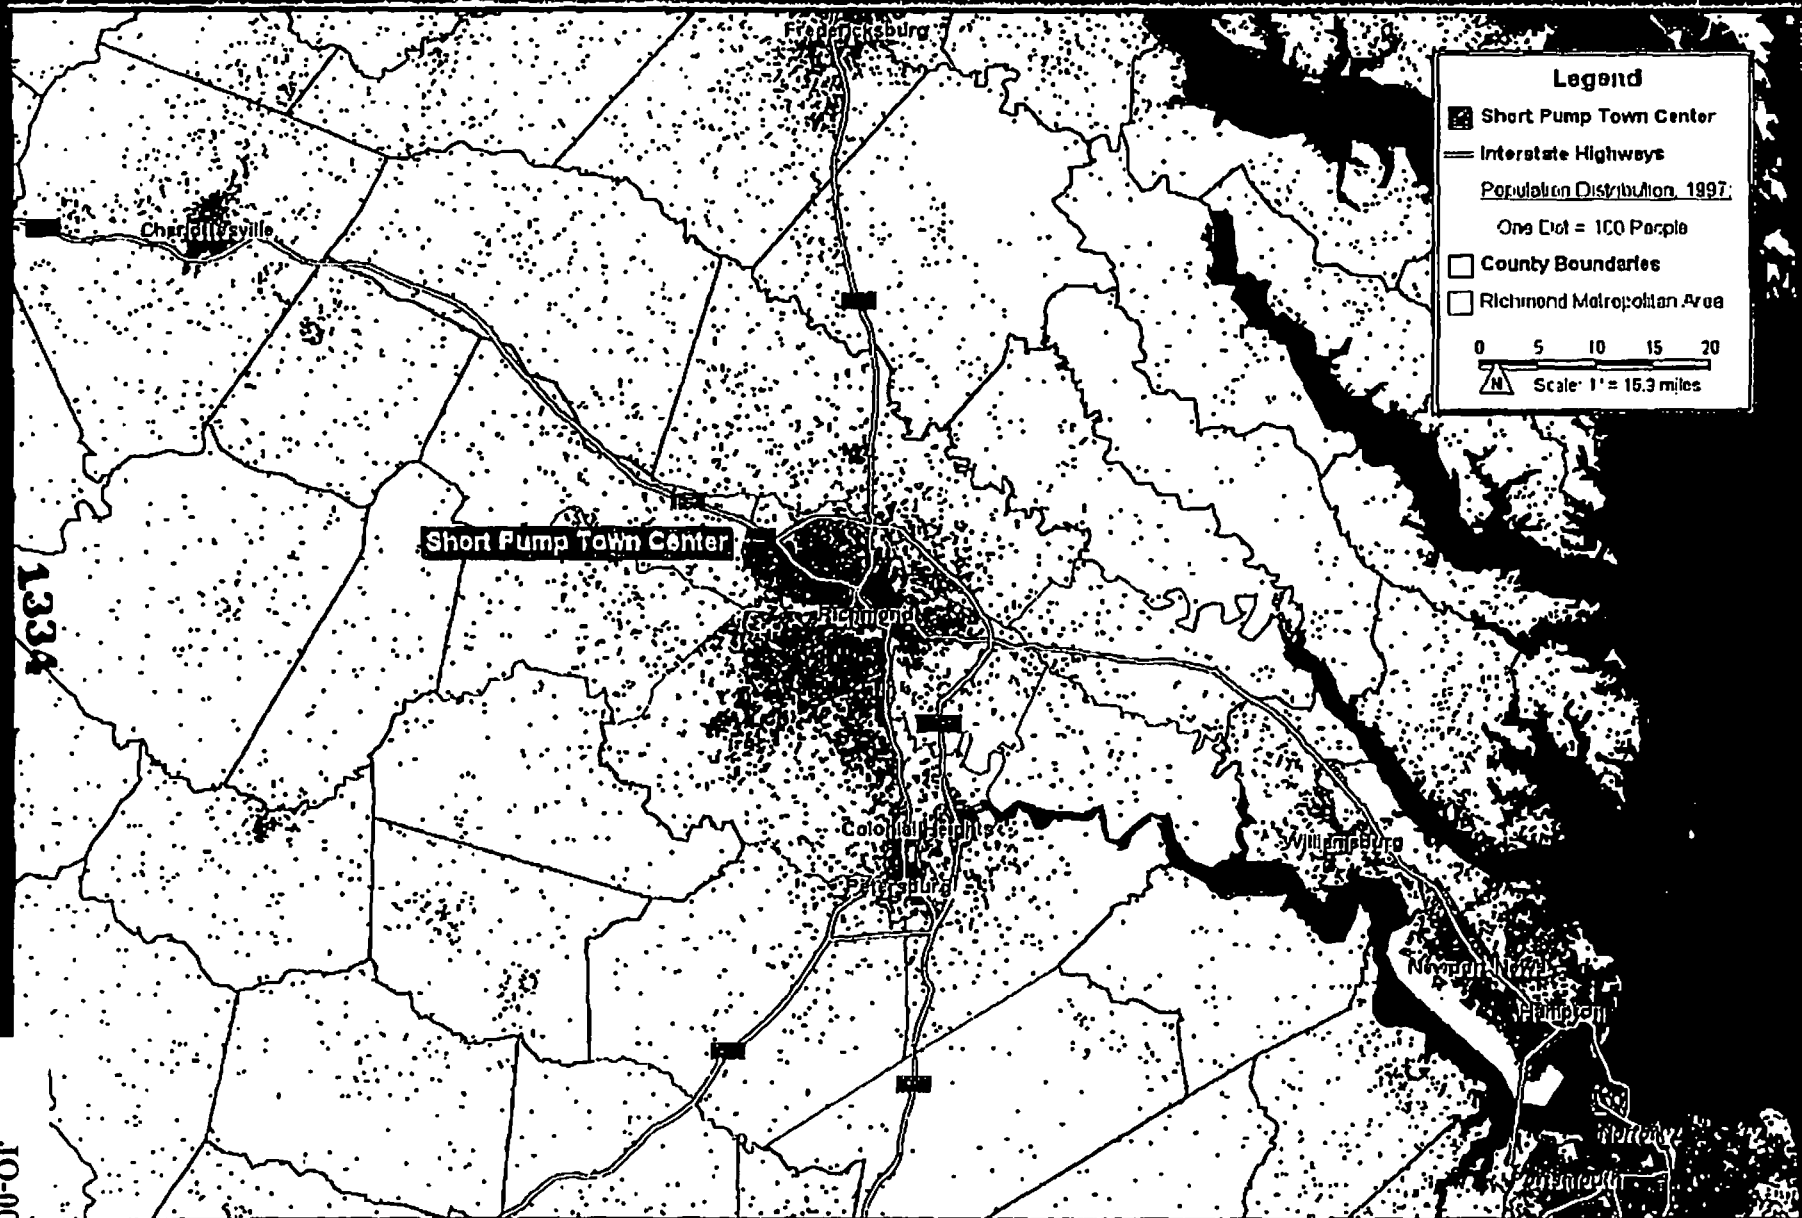 Fredericksburg
Legend
Short Pump Town Center
Interstate Highways
Population Distribution, 1997:
One Dot = 100 People
County Boundaries
Richmond Metropolitan Area
0 5 10 15 20
N
Scale: 1" = 15.3 miles
Charlottesville
Short Pump Town Center
1334
Richmond
Colonial Heights
Williamsburg
Petersburg
Newport News
Hampton
Norfolk
Portsmouth